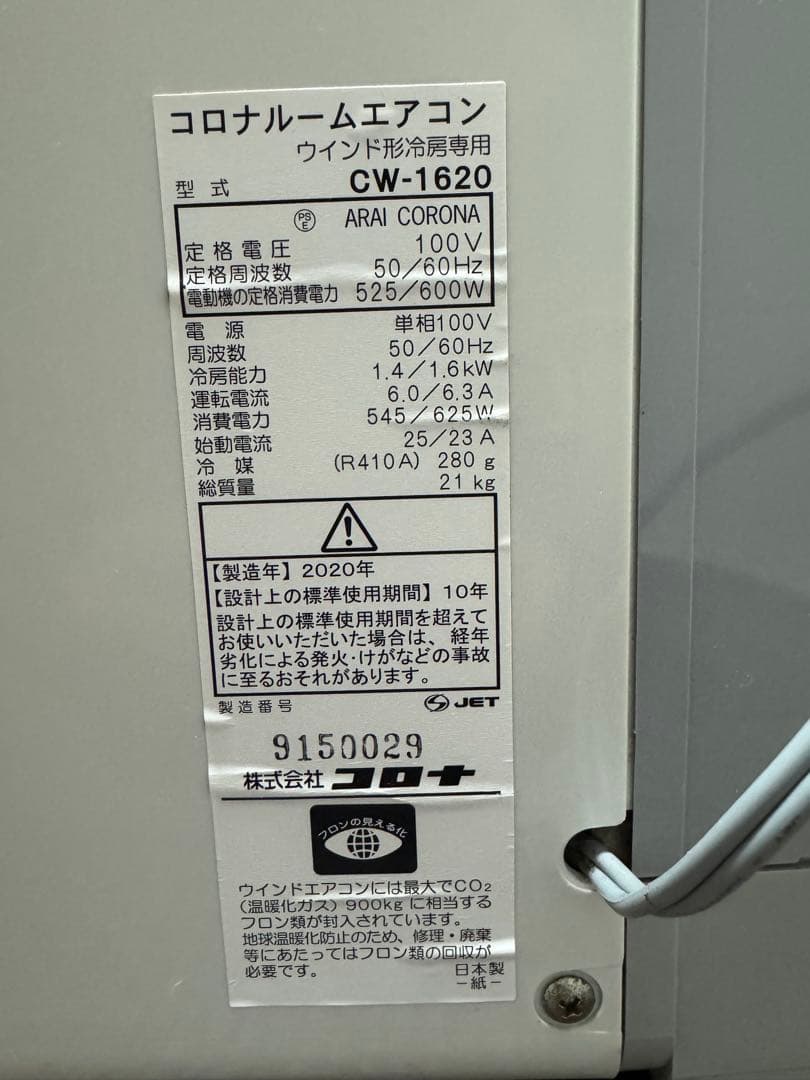 コロナルームエアコン
ウインド形冷房専用
型式 CW-1620
PS E ARAI CORONA
定格電圧 100V
定格周波数 50/60Hz
電動機の定格消費電力 525/600W
電源 単相100V
周波数 50/60Hz
冷房能力 1.4/1.6kW
運転電流 6.0/6.3A
消費電力 545/625W
始動電流 25/23A
冷媒 (R410A) 280g
総質量 21kg
【製造年】2020年
【設計上の標準使用期間】10年
設計上の標準使用期間を超えて
お使いいただいた場合は、経年
劣化による発火・けがなどの事故
に至るおそれがあります。
製造番号 JET
9150029
株式会社 コロナ
フロンの見える化
ウインドエアコンには最大でCO₂
(温暖化ガス) 900kgに相当する
フロン類が封入されています。
地球温暖化防止のため、修理・廃棄
等にあたってはフロン類の回収が
必要です。 日本製
-紙-